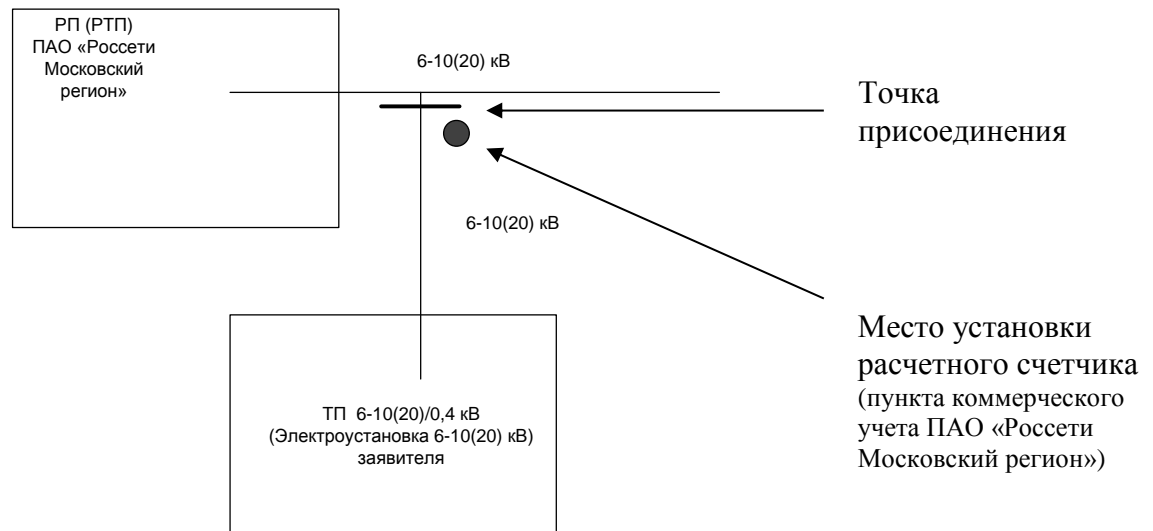 РП (РТП)
ПАО «Россети
Московский
регион»
6-10(20) кВ
Точка
присоединения
6-10(20) кВ
Место установки
расчетного счетчика
(пункта коммерческого
учета ПАО «Россети
Московский регион»)
ТП 6-10(20)/0,4 кВ
(Электроустановка 6-10(20) кВ)
заявителя